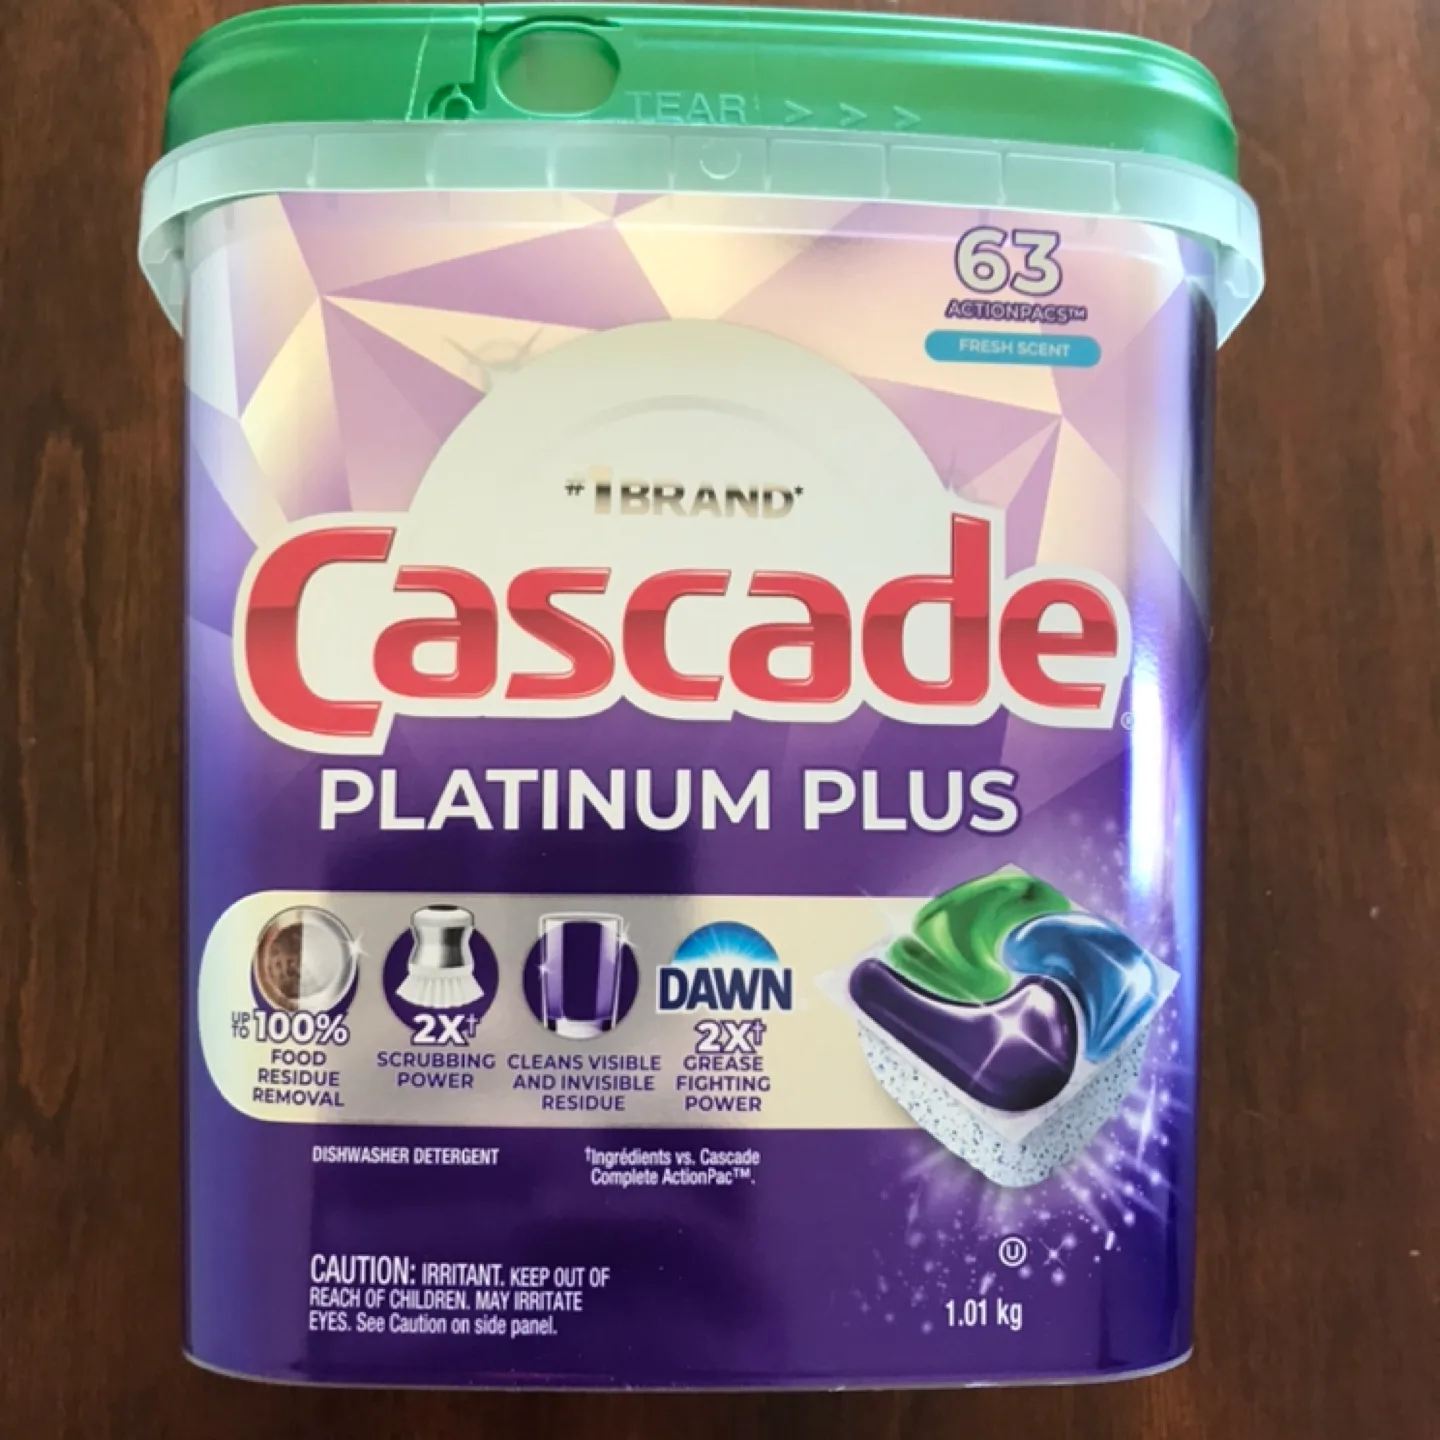 TEAR > > >
63
ACTIONPACS™
FRESH SCENT
#1 BRAND*
Cascade®
PLATINUM PLUS
UP TO 100%
FOOD
RESIDUE
REMOVAL
2X†
SCRUBBING
POWER
CLEANS VISIBLE
AND INVISIBLE
RESIDUE
DAWN
2X†
GREASE
FIGHTING
POWER
DISHWASHER DETERGENT
†Ingrédients vs. Cascade
Complete ActionPac™.
CAUTION: IRRITANT. KEEP OUT OF
REACH OF CHILDREN. MAY IRRITATE
EYES. See Caution on side panel.
U
1.01 kg